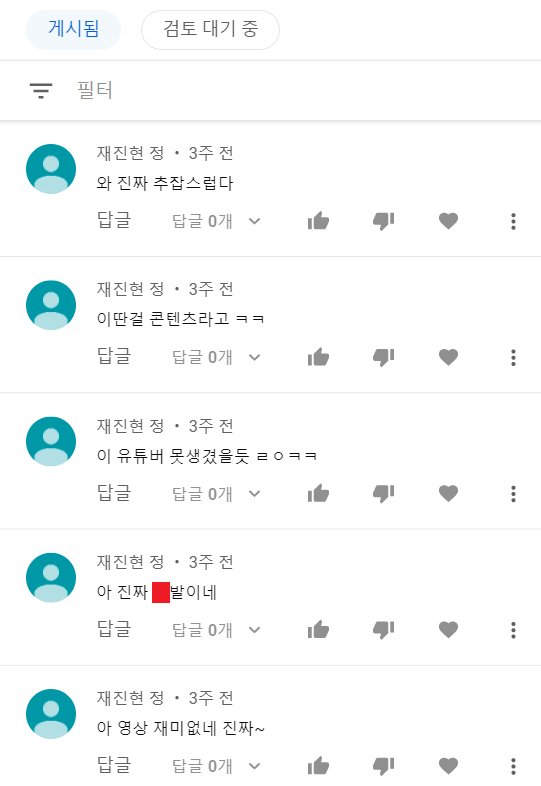 게시됨 검토 대기 중
필터
재진현 정 • 3주 전
와 진짜 추잡스럽다
답글 답글 0개
재진현 정 • 3주 전
이딴걸 콘텐츠라고 ㅋㅋ
답글 답글 0개
재진현 정 • 3주 전
이 유튜버 못생겼을듯 ㄹㅇㅋㅋ
답글 답글 0개
재진현 정 • 3주 전
아 진짜 발이네
답글 답글 0개
재진현 정 • 3주 전
아 영상 재미없네 진짜~
답글 답글 0개